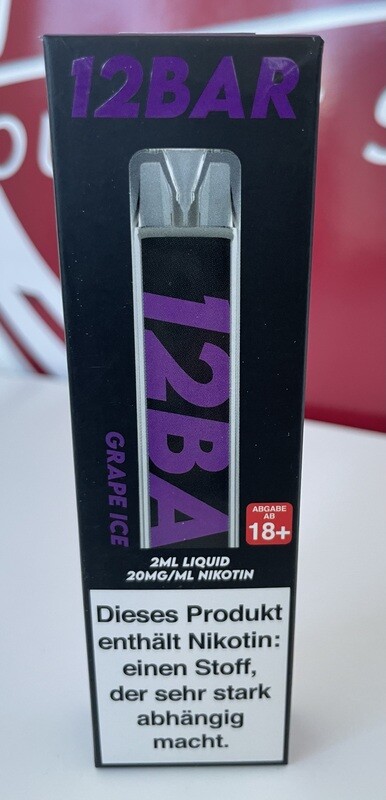 12BAR
12BA
GRAPE ICE
ABGABE
AB
18+
2ML LIQUID
20MG/ML NIKOTIN
Dieses Produkt
enthält Nikotin:
einen Stoff,
der sehr stark
abhängig
macht.